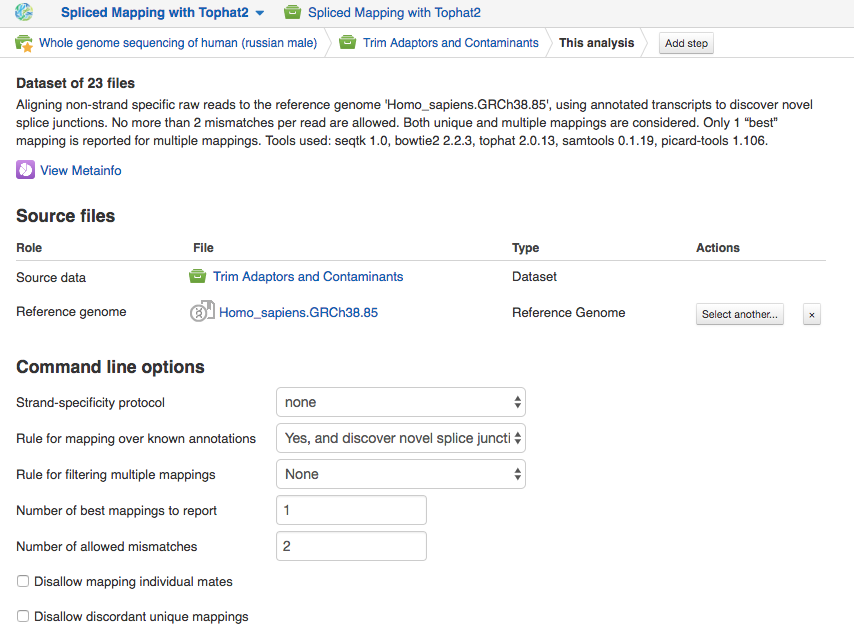 Spliced Mapping with Tophat2 Spliced Mapping with Tophat2
Whole genome sequencing of human (russian male) Trim Adaptors and Contaminants This analysis Add step
Dataset of 23 files
Aligning non-strand specific raw reads to the reference genome 'Homo_sapiens.GRCh38.85', using annotated transcripts to discover novel
splice junctions. No more than 2 mismatches per read are allowed. Both unique and multiple mappings are considered. Only 1 “best”
mapping is reported for multiple mappings. Tools used: seqtk 1.0, bowtie2 2.2.3, tophat 2.0.13, samtools 0.1.19, picard-tools 1.106.
View Metainfo
Source files
Role File Type Actions
Source data Trim Adaptors and Contaminants Dataset
Reference genome Homo_sapiens.GRCh38.85 Reference Genome Select another... ×
Command line options
Strand-specificity protocol none
Rule for mapping over known annotations Yes, and discover novel splice juncti
Rule for filtering multiple mappings None
Number of best mappings to report 1
Number of allowed mismatches 2
Disallow mapping individual mates
Disallow discordant unique mappings